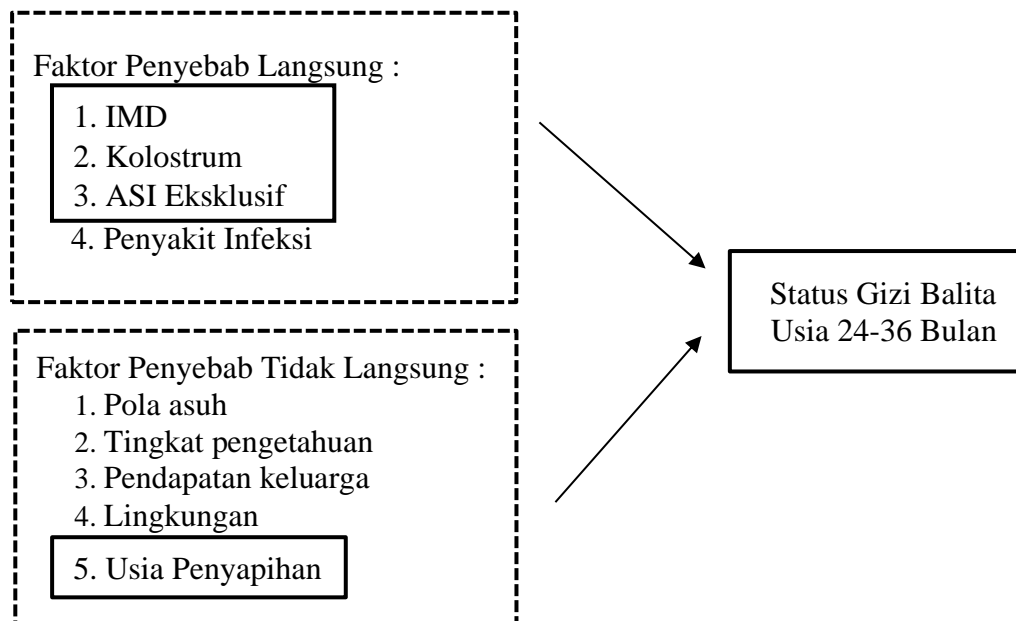 Faktor Penyebab Langsung :
1. IMD
2. Kolostrum
3. ASI Eksklusif
4. Penyakit Infeksi
Status Gizi Balita
Usia 24-36 Bulan
Faktor Penyebab Tidak Langsung :
1. Pola asuh
2. Tingkat pengetahuan
3. Pendapatan keluarga
4. Lingkungan
5. Usia Penyapihan